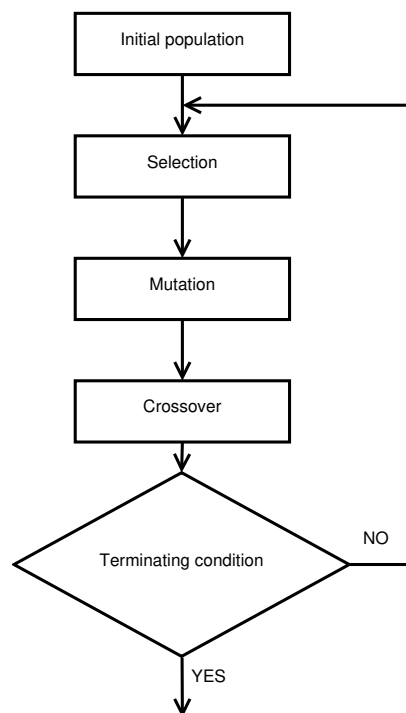 Initial population
Selection
Mutation
Crossover
Terminating condition
NO
YES